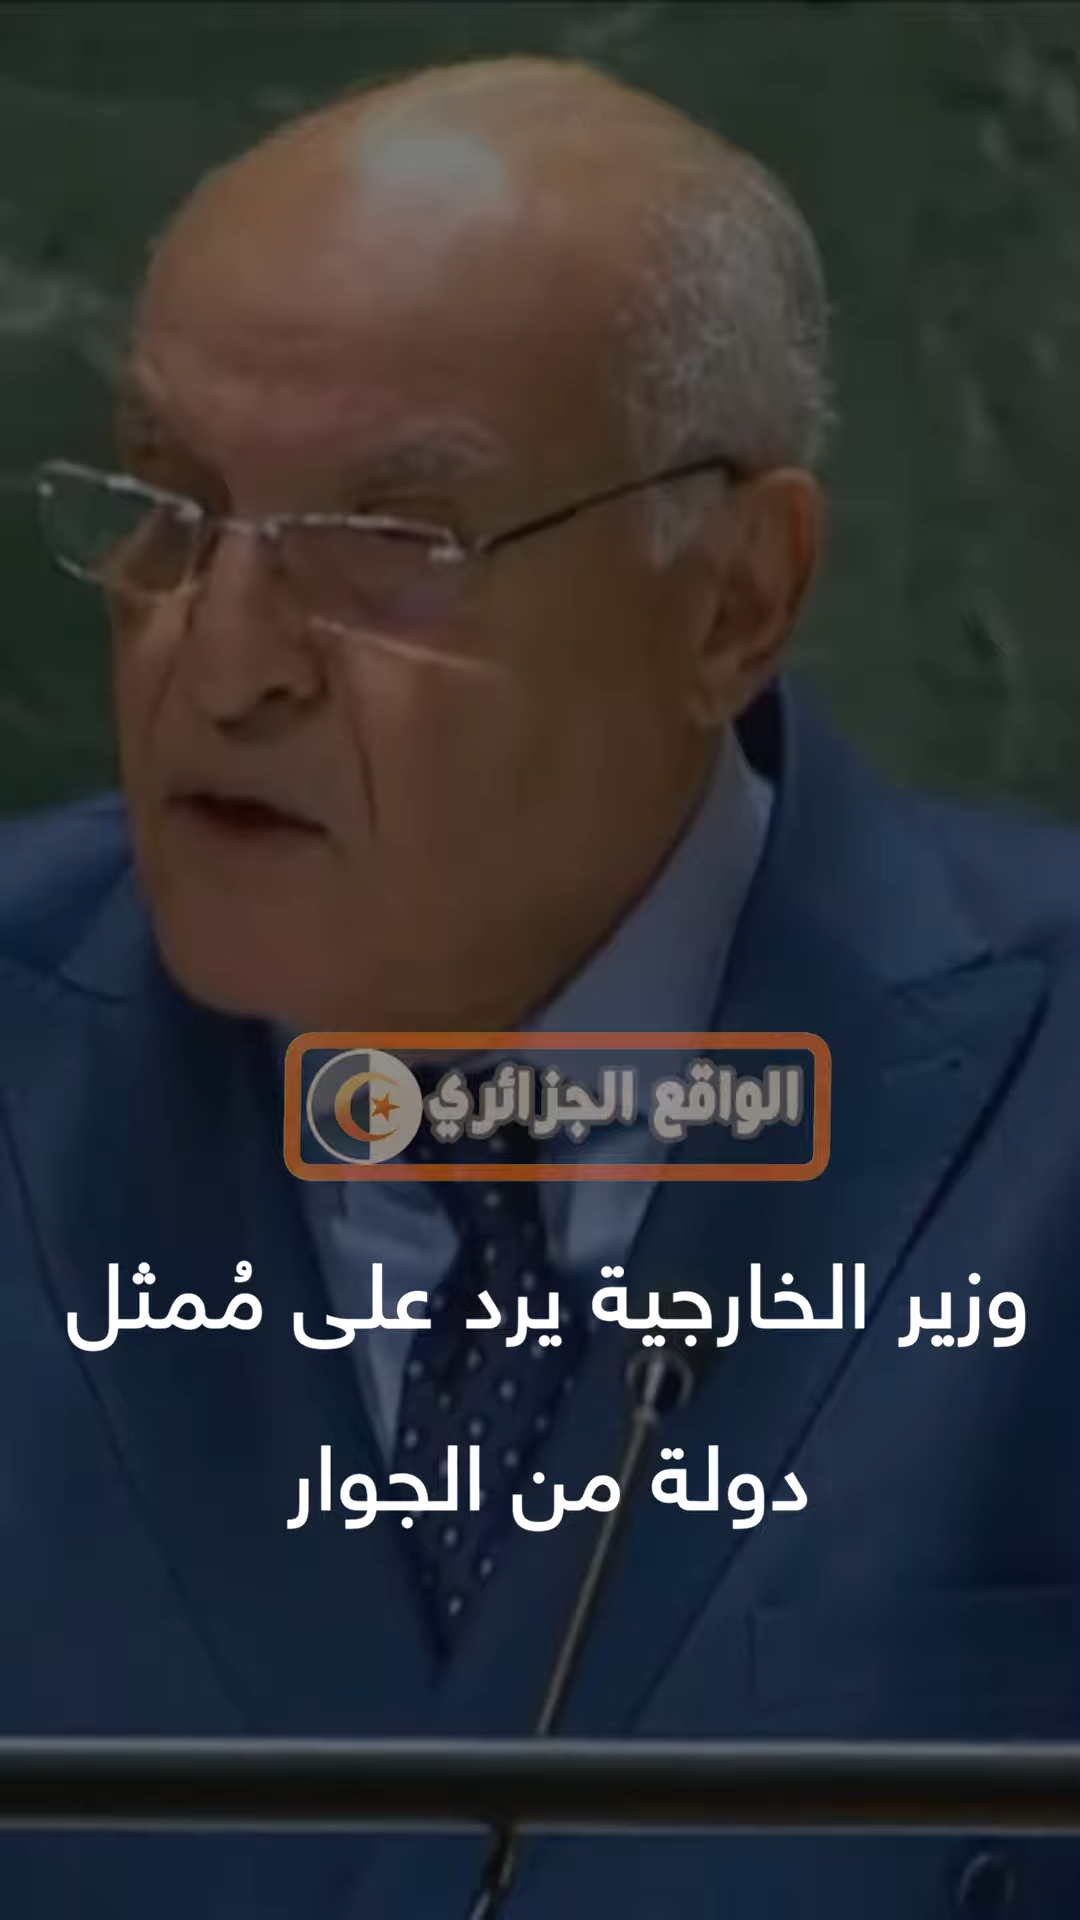 الواقع الجزائري
وزير الخارجية يرد على مُمثل
دولة من الجوار